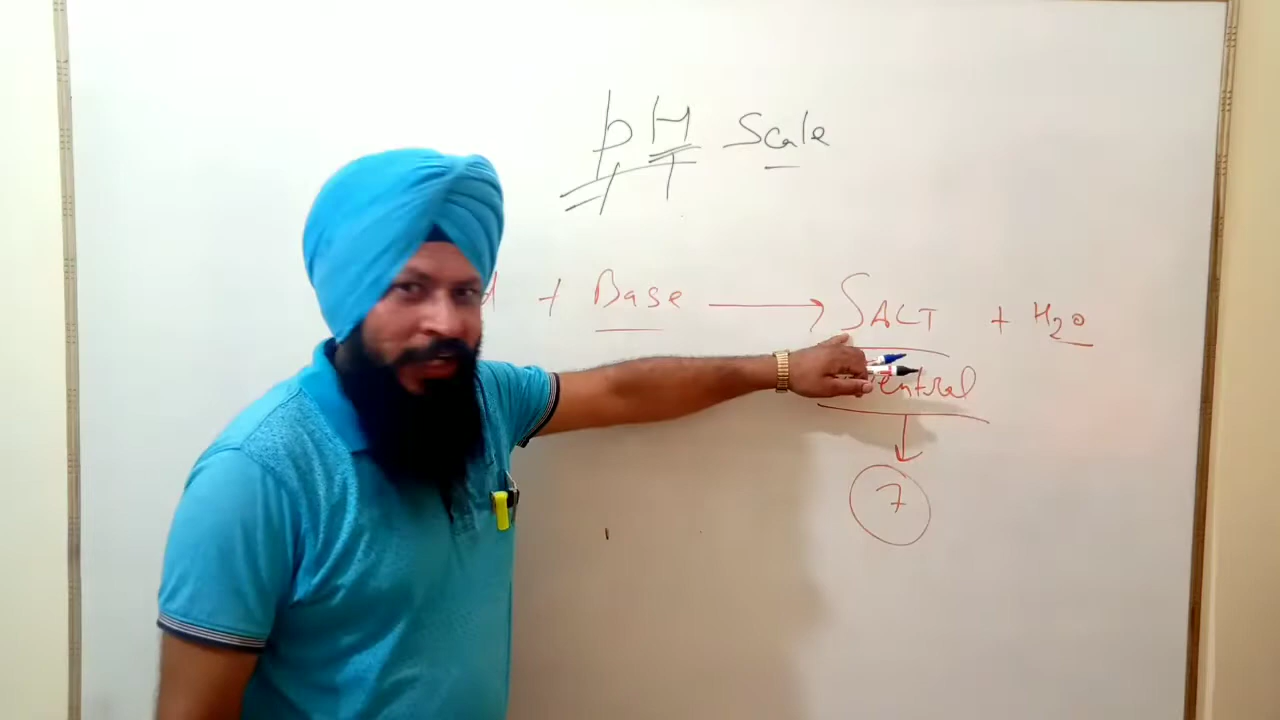 pH Scale
+ Base → SALT + H2O
7